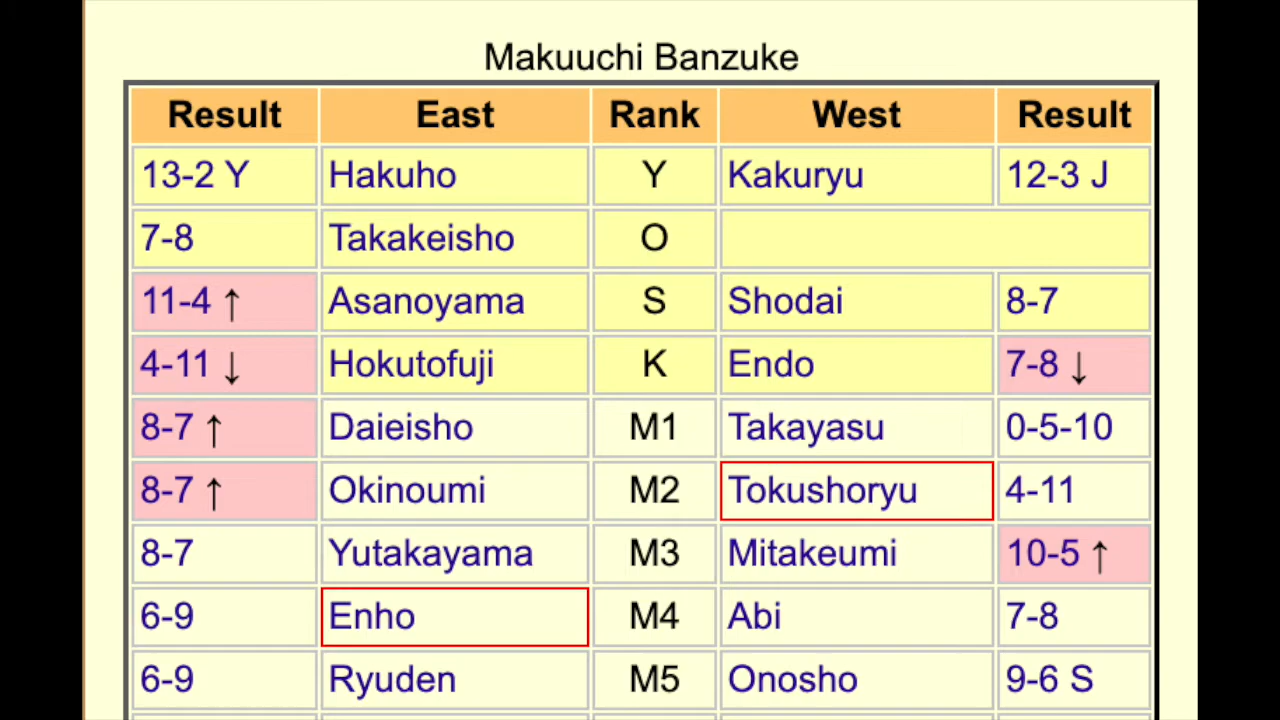 Makuuchi Banzuke
Result East Rank West Result
13-2 Y Hakuho Y Kakuryu 12-3 J
7-8 Takakeisho O
11-4 ↑ Asanoyama S Shodai 8-7
4-11 ↓ Hokutofuji K Endo 7-8 ↓
8-7 ↑ Daieisho M1 Takayasu 0-5-10
8-7 ↑ Okinoumi M2 Tokushoryu 4-11
8-7 Yutakayama M3 Mitakeumi 10-5 ↑
6-9 Enho M4 Abi 7-8
6-9 Ryuden M5 Onosho 9-6 S